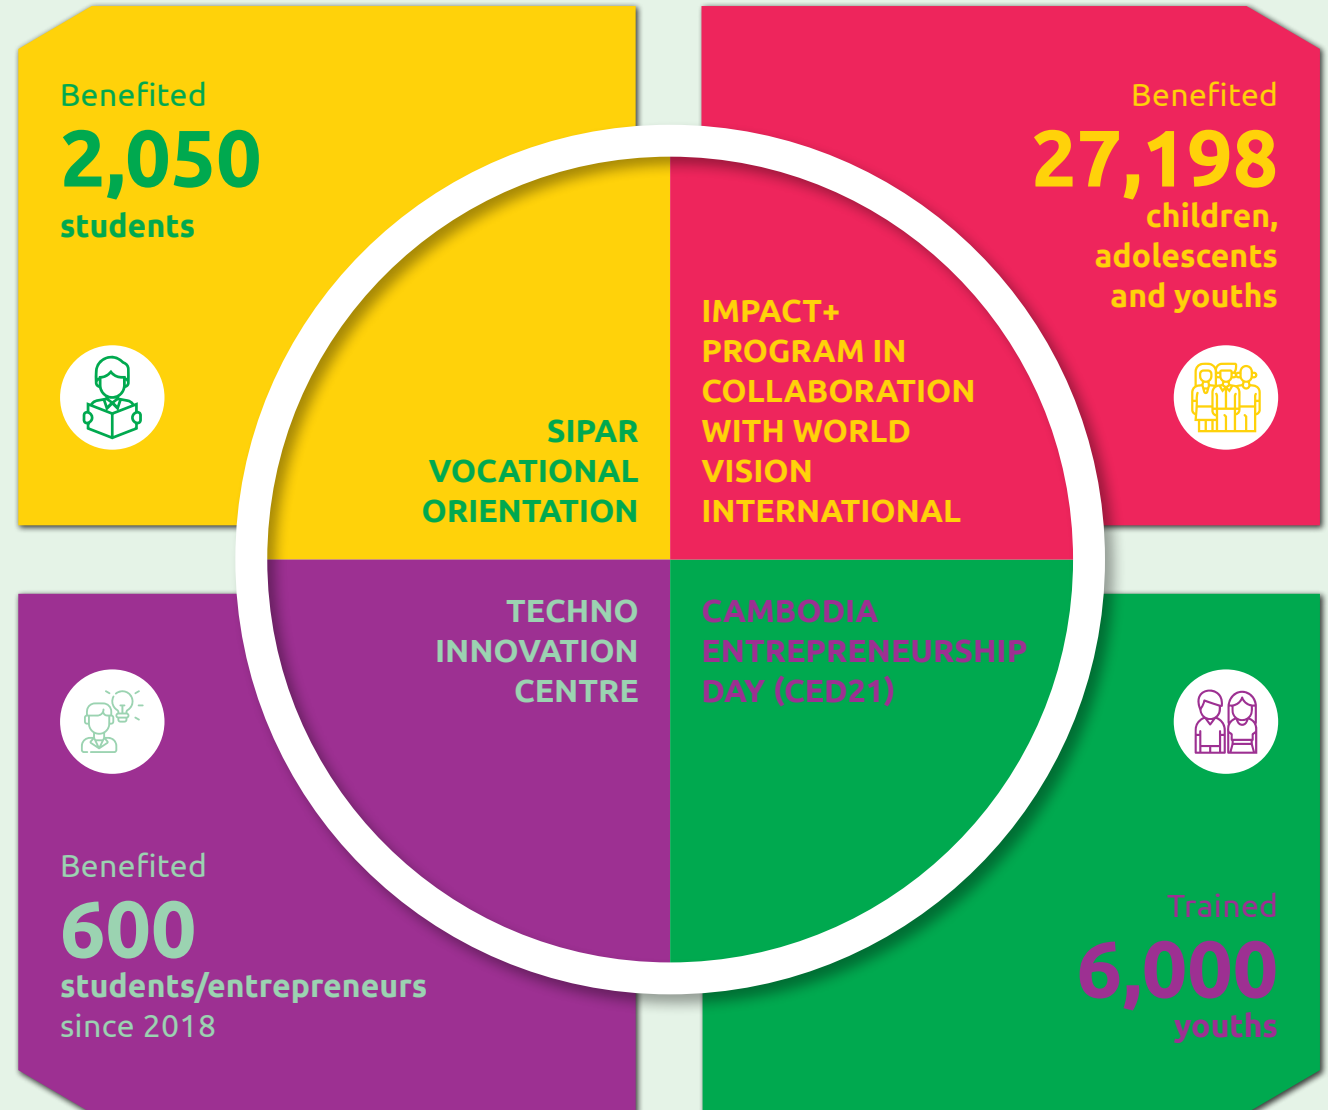 Benefited
2,050
students
SIPAR
VOCATIONAL
ORIENTATION
Benefited
27,198
children,
adolescents
and youths
IMPACT+
PROGRAM IN
COLLABORATION
WITH WORLD
VISION
INTERNATIONAL
TECHNO
INNOVATION
CENTRE
Benefited
600
students/entrepreneurs
since 2018
CAMBODIA
ENTREPRENEURSHIP
DAY (CED21)
Trained
6,000
youths